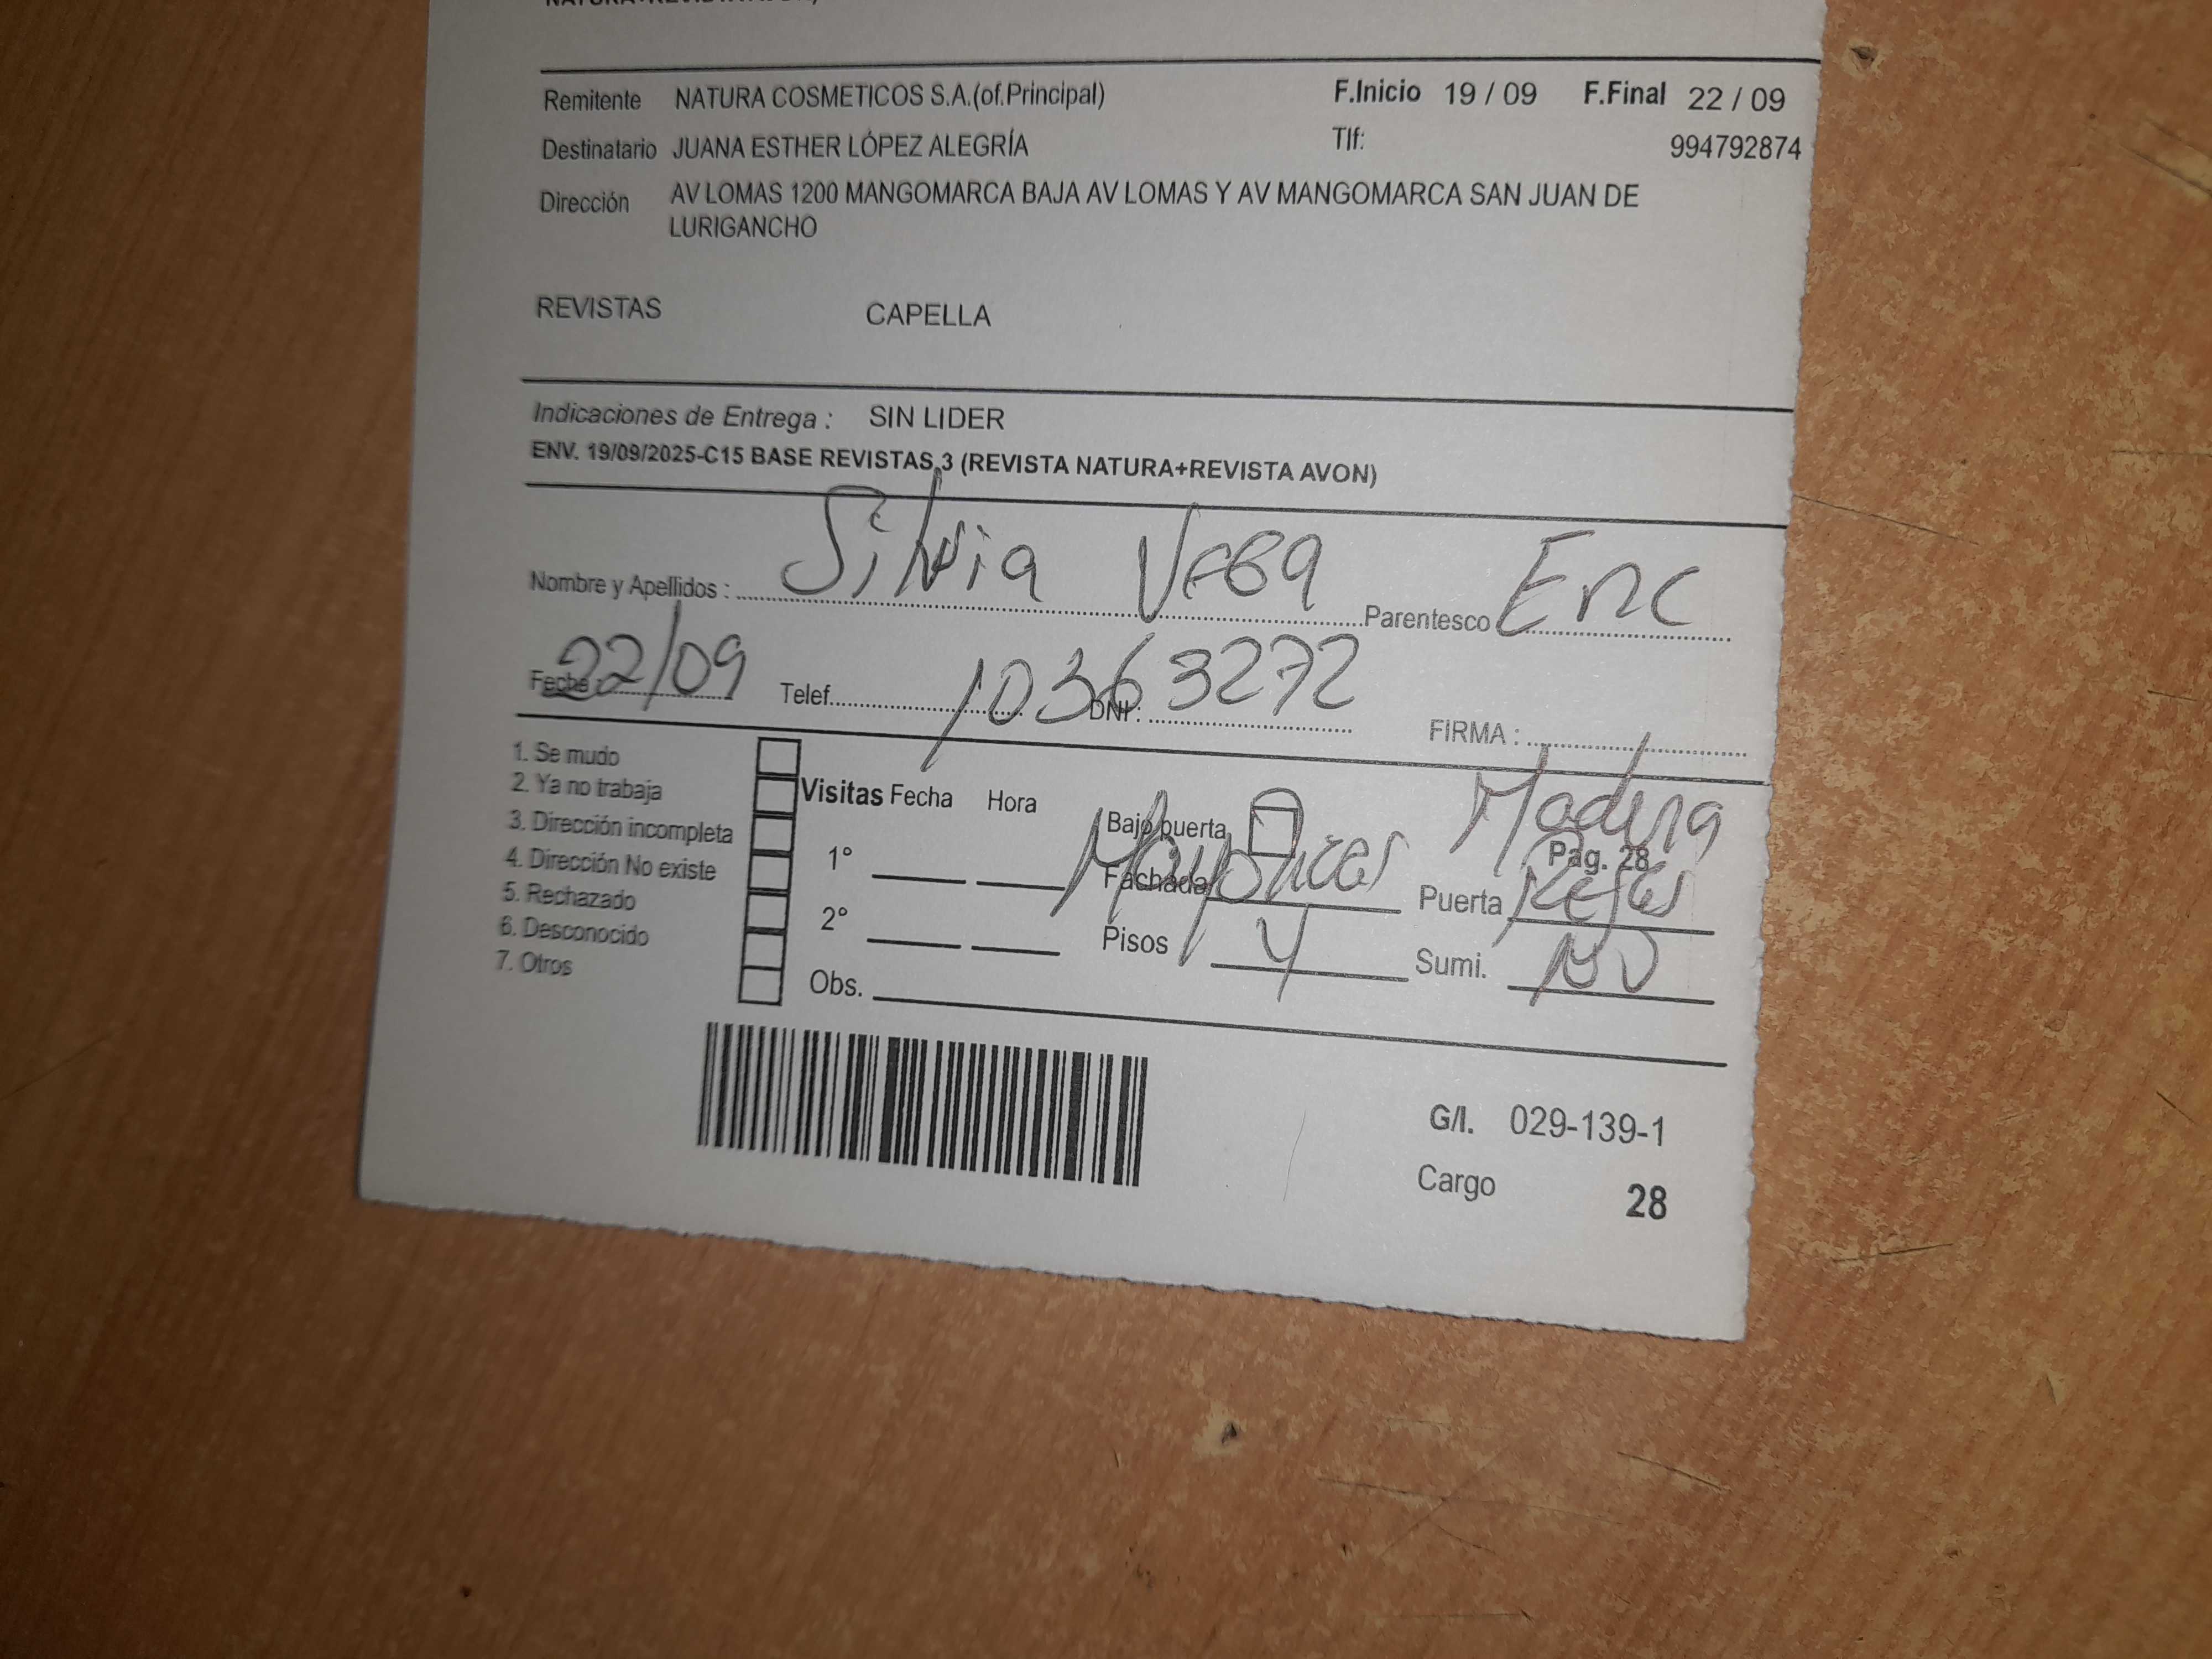 NATURA+REVISTA AVON)
Remitente NATURA COSMETICOS S.A.(of.Principal) F.Inicio 19 / 09 F.Final 22 / 09
Destinatario JUANA ESTHER LÓPEZ ALEGRÍA Tlf: 994792874
Dirección AV LOMAS 1200 MANGOMARCA BAJA AV LOMAS Y AV MANGOMARCA SAN JUAN DE
LURIGANCHO
REVISTAS CAPELLA
Indicaciones de Entrega : SIN LIDER
ENV. 19/09/2025-C15 BASE REVISTAS 3 (REVISTA NATURA+REVISTA AVON)
Nombre y Apellidos : Silvia Parentesco Enc
Fecha : 22/09 Telef. DNI : 10363272 FIRMA :
1. Se mudo
2. Ya no trabaja Visitas Fecha Hora Bajo puerta Madera
3. Dirección incompleta 1° Fachada Pag. 28
4. Dirección No existe Puerta Rejas
5. Rechazado 2° Pisos 4 Sumi.
6. Desconocido
7. Otros Obs.
G/I. 029-139-1
Cargo 28